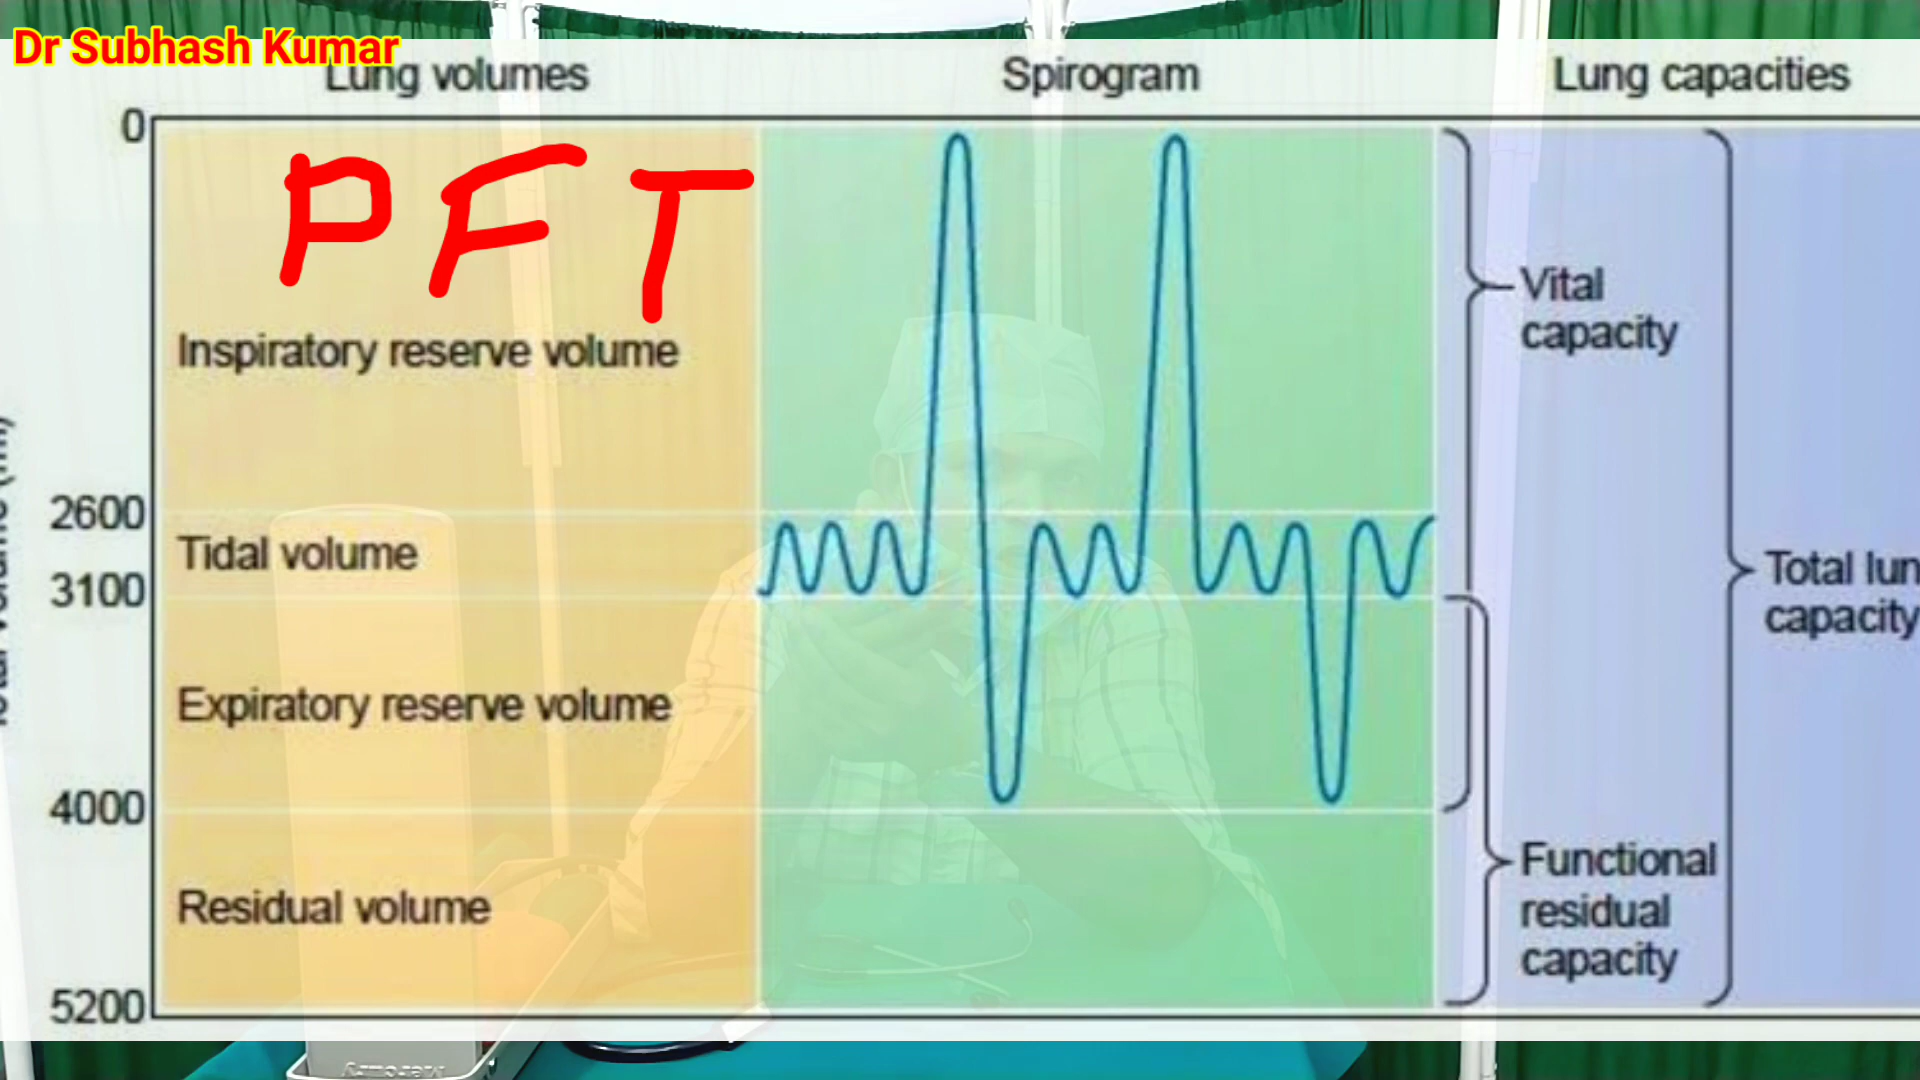 Dr Subhash Kumar
Lung volumes
Spirogram
Lung capacities
0
PFT
Inspiratory reserve volume
2600
Tidal volume
3100
Expiratory reserve volume
4000
Residual volume
5200
Vital
capacity
Total lun
capacity
Functional
residual
capacity